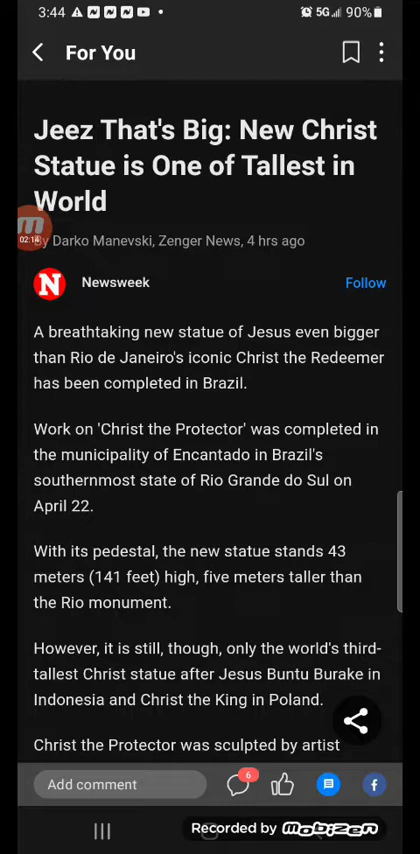 3:44 5G 90%
For You
Jeez That's Big: New Christ
Statue is One of Tallest in
World
02:14
By Darko Manevski, Zenger News, 4 hrs ago
N
Newsweek Follow
A breathtaking new statue of Jesus even bigger
than Rio de Janeiro's iconic Christ the Redeemer
has been completed in Brazil.
Work on 'Christ the Protector' was completed in
the municipality of Encantado in Brazil's
southernmost state of Rio Grande do Sul on
April 22.
With its pedestal, the new statue stands 43
meters (141 feet) high, five meters taller than
the Rio monument.
However, it is still, though, only the world's third-
tallest Christ statue after Jesus Buntu Burake in
Indonesia and Christ the King in Poland.
Christ the Protector was sculpted by artist
Add comment 6
Recorded by mobizen